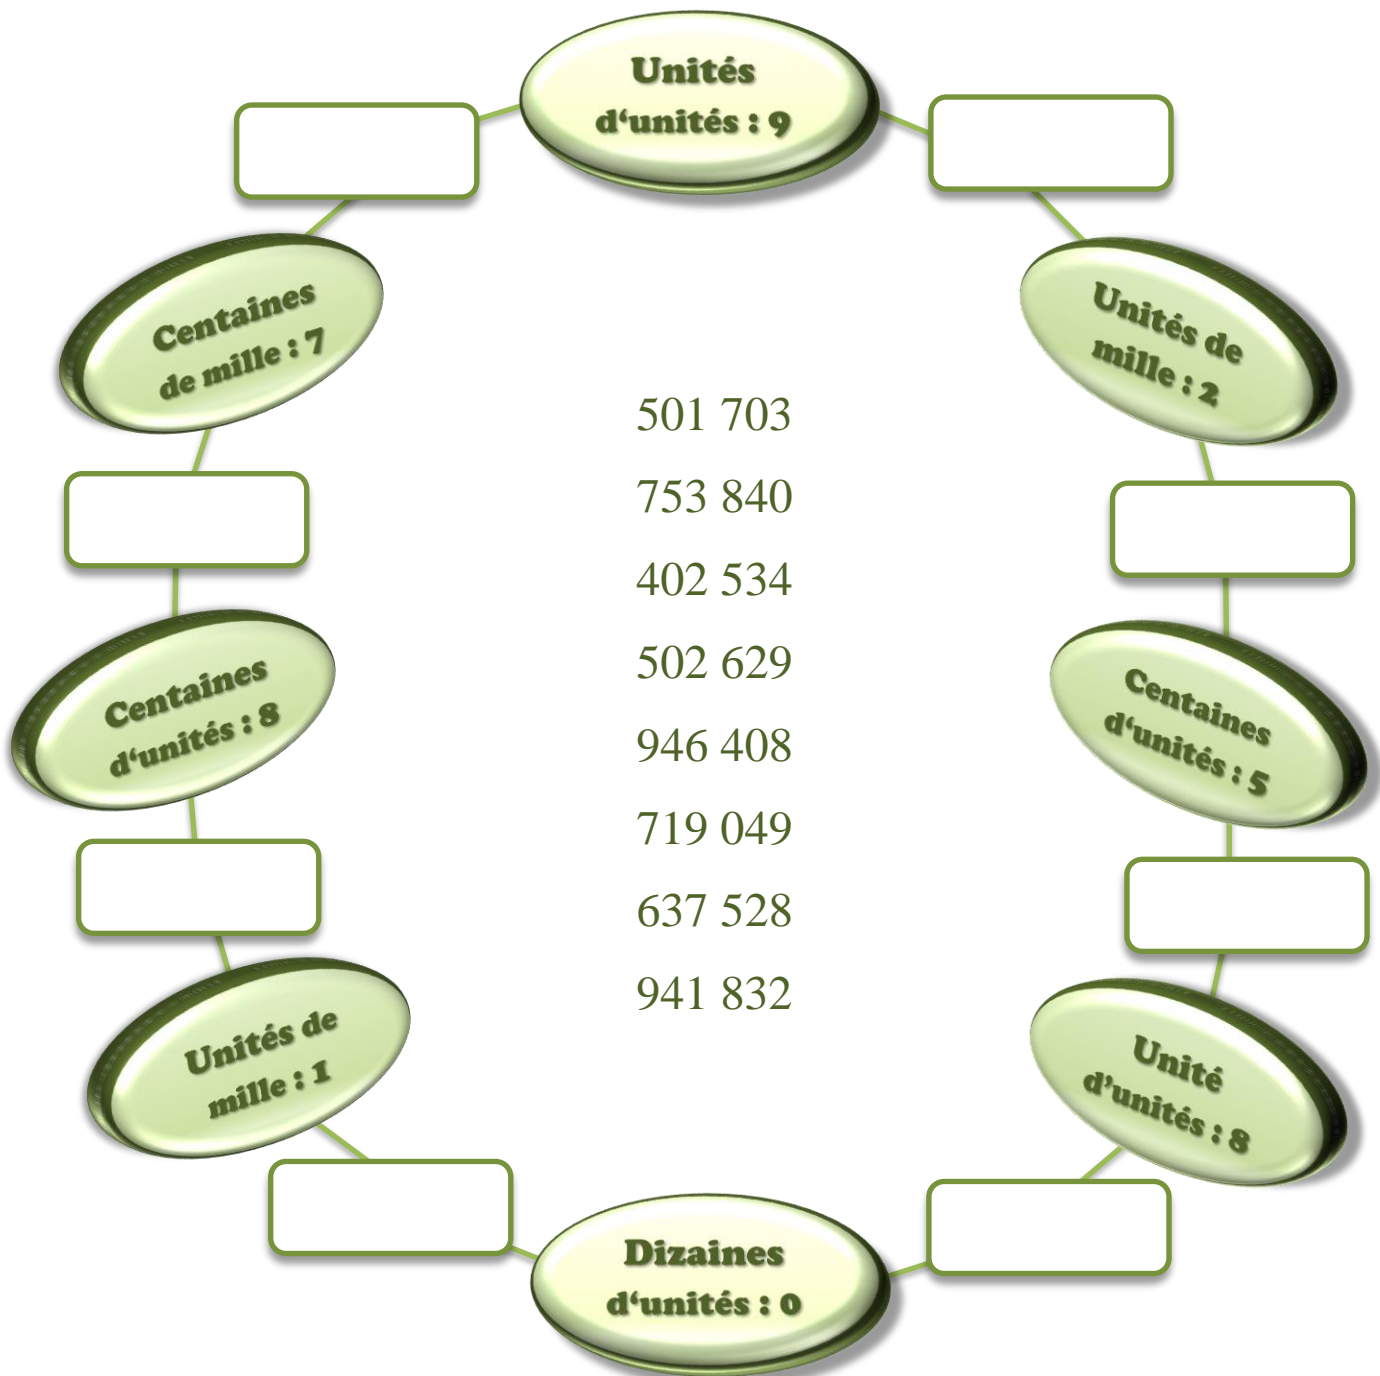 Unités
d‘unités : 9
Centaines
de mille : 7
Unités de
mille : 2
501 703
753 840
402 534
502 629
946 408
719 049
637 528
941 832
Centaines
d‘unités : 8
Centaines
d‘unités : 5
Unités de
mille : 1
Unité
d’unités : 8
Dizaines
d‘unités : 0